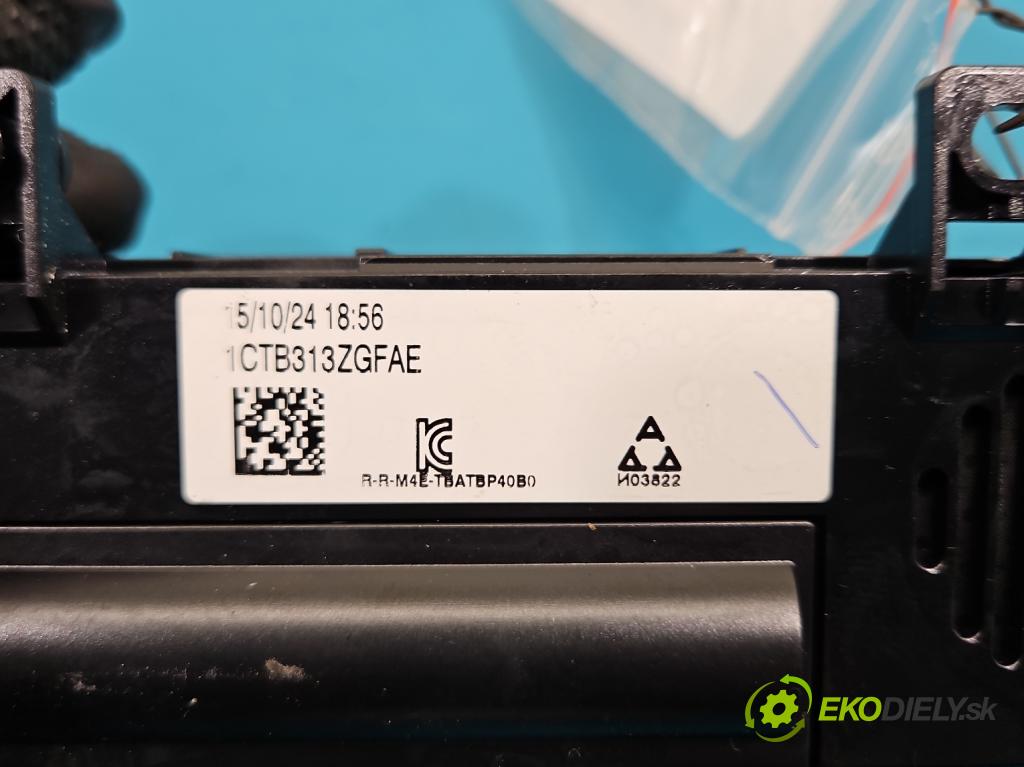 15/10/24 18:56
1CTB313ZGFAE
R-R-M4E-TBATBP40B0
И03822
EKODIELY.sk